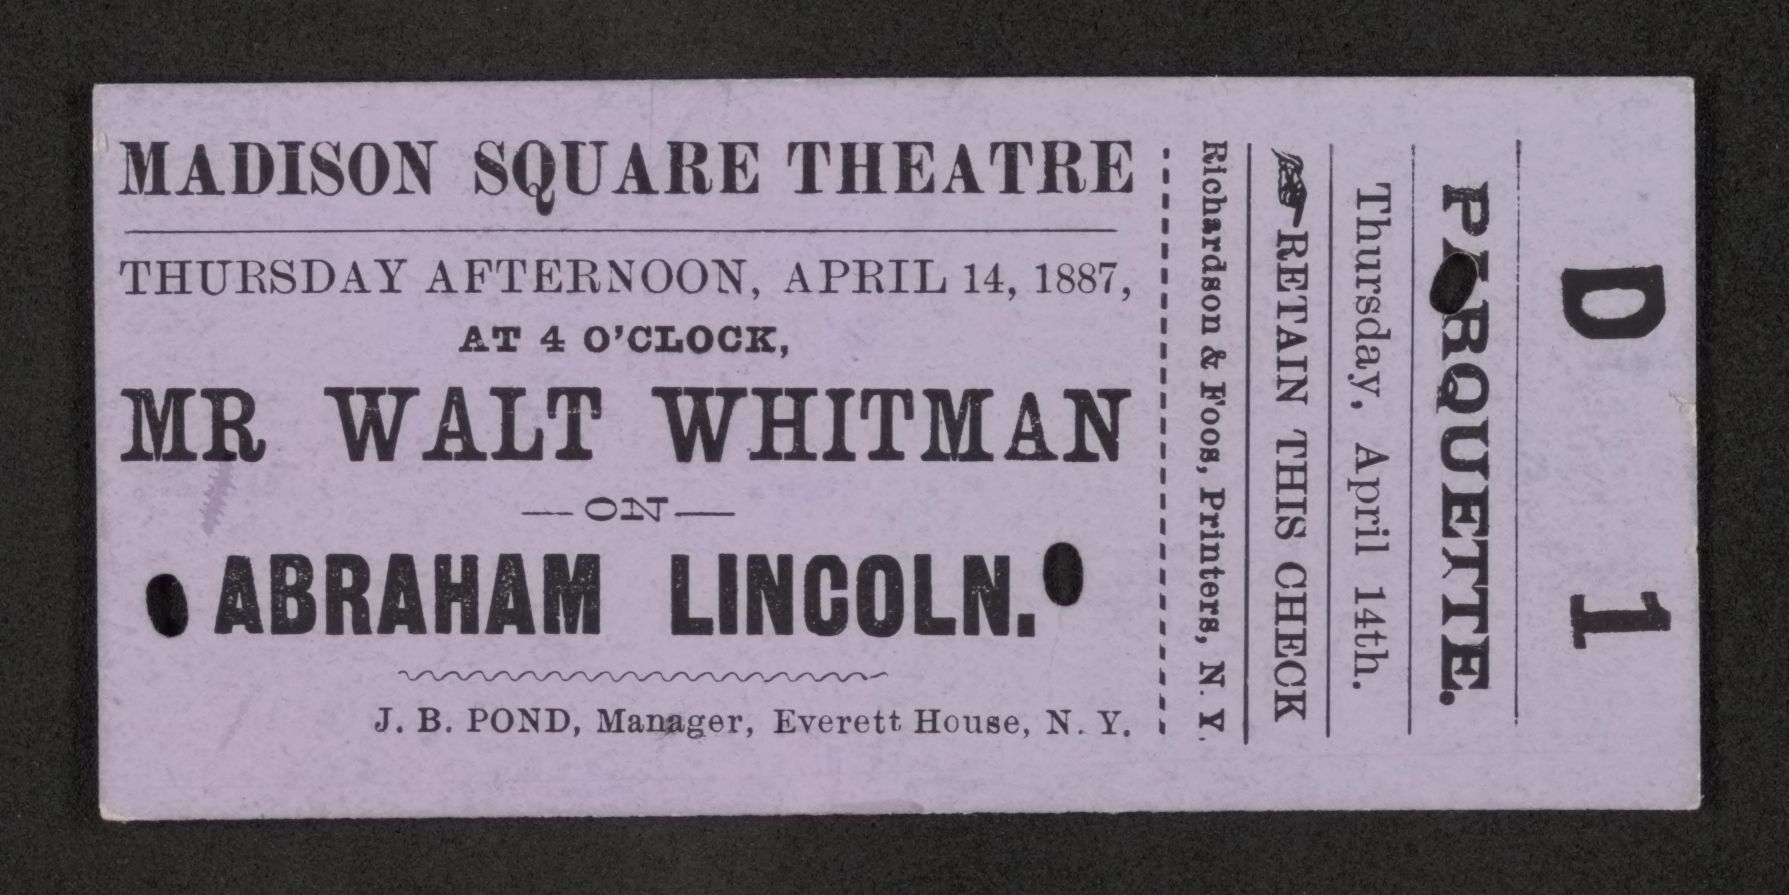 MADISON SQUARE THEATRE
THURSDAY AFTERNOON, APRIL 14, 1887,
AT 4 O'CLOCK,
MR WALT WHITMAN
—ON—
ABRAHAM LINCOLN.
J. B. POND, Manager, Everett House, N. Y.
Richardson & Foos, Printers, N. Y.
☞RETAIN THIS CHECK
Thursday, April 14th.
PARQUETTE.
D 1